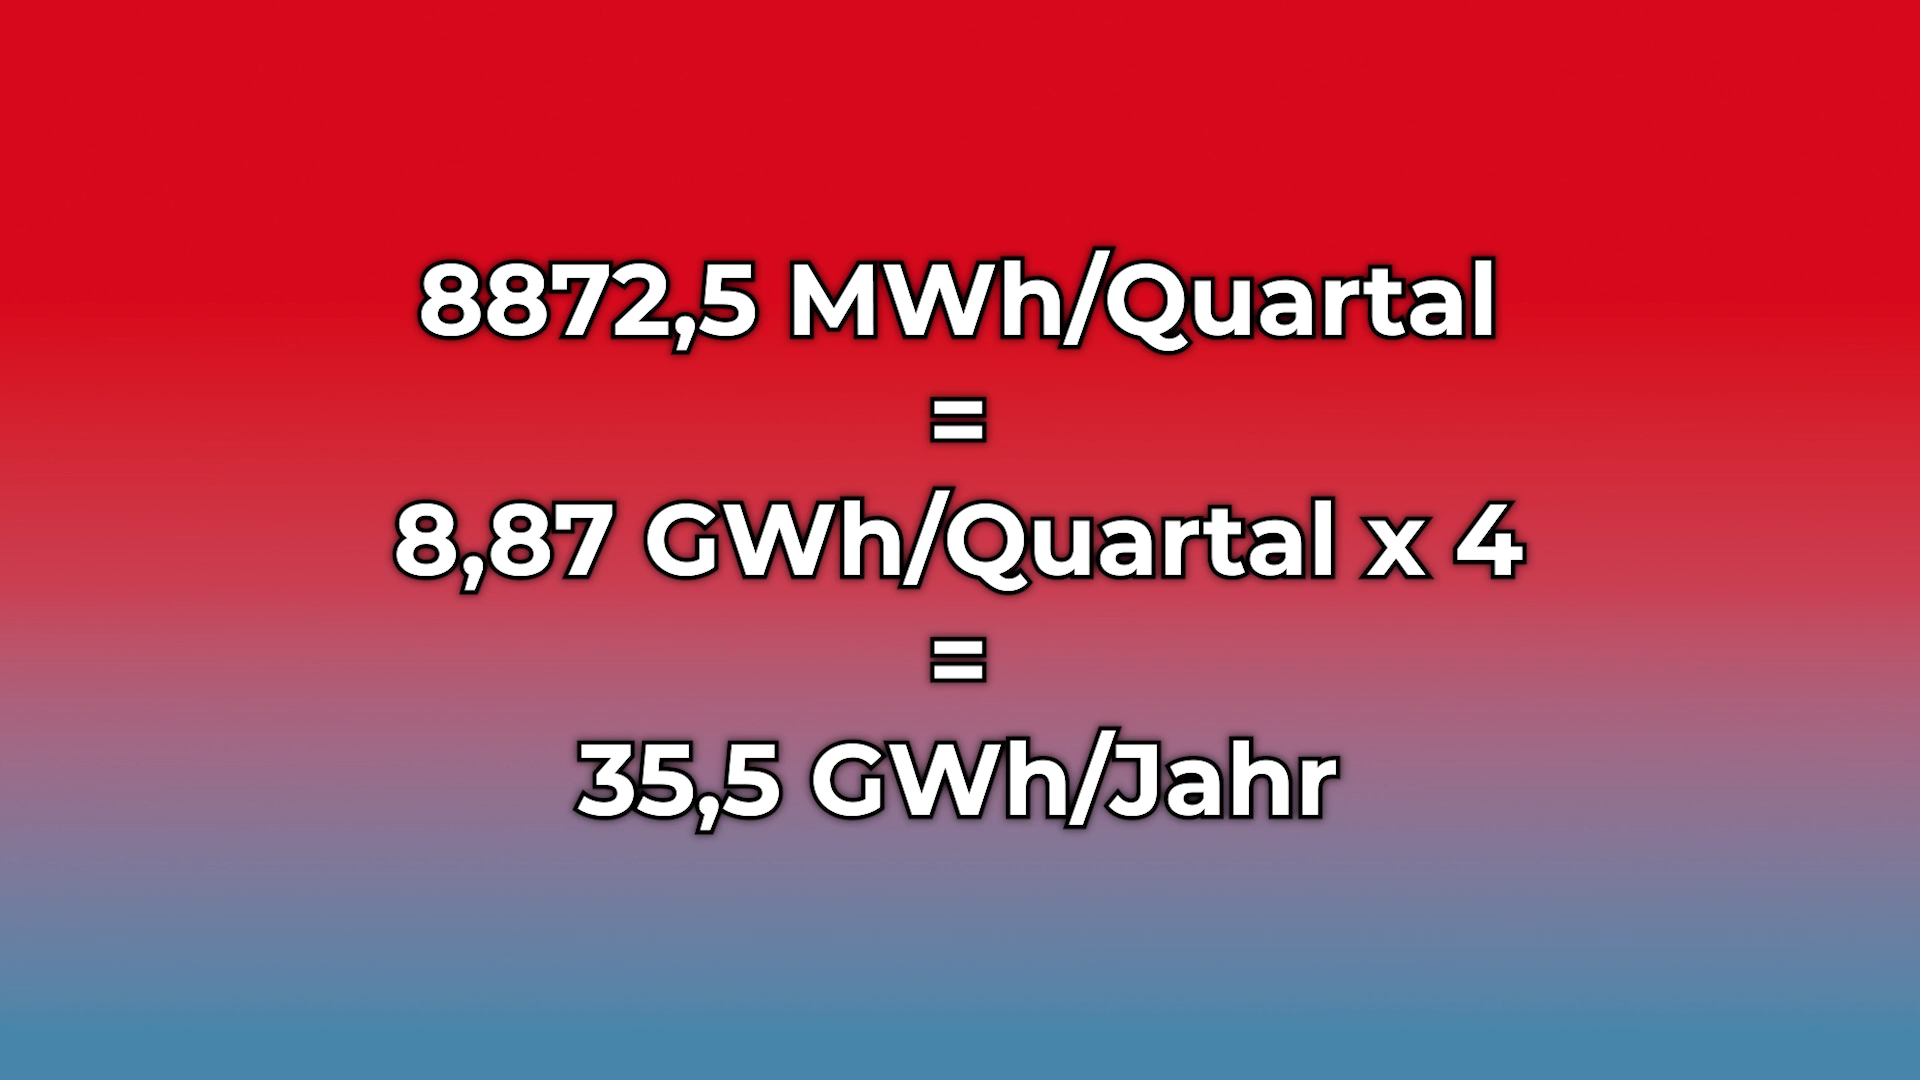 8872,5 MWh/Quartal
=
8,87 GWh/Quartal x 4
=
35,5 GWh/Jahr